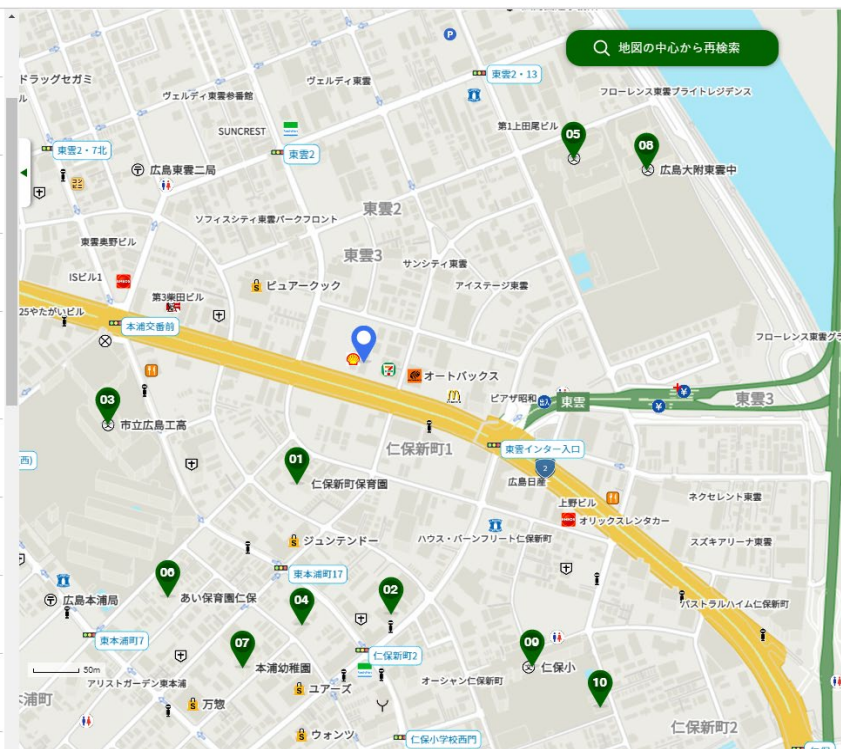 地図の中心から再検索
P
東雲2・13
ドラッグセガミ
ヴェルディ東雲
ヴェルディ東雲参番館
フローレンス東雲ブライトレジデンス
SUNCREST
第1上田尾ビル
05
08
東雲2・7北
東雲2
広島東雲二局
広島大附東雲中
コンビニ
東雲2
ソフィスシティ東雲パークフロント
東雲奥野ビル
東雲3
サンシティ東雲
ISビル1
ピュアークック
アイステージ東雲
第3柴田ビル
25やたがいビル
本浦交番前
フローレンス東雲グラ
オートバックス
ピアザ昭和
出入
東雲
¥
¥
東雲3
03
市立広島工高
仁保新町1
東雲インター入口
西)
01
2
仁保新町保育園
広島日産
上野ビル
ネクセレント東雲
オリックスレンタカー
ジュンテンドー
ハウス・バーンフリート仁保新町
スズキアリーナ東雲
06
東本浦町17
あい保育園仁保
04
02
広島本浦局
パストラルハイム仁保新町
東本浦町7
07
仁保新町2
09
本浦幼稚園
仁保小
50m
アリストガーデン東本浦
ユアーズ
オーシャン仁保新町
10
本浦町
万惣
ウォンツ
仁保小学校西門
仁保新町2